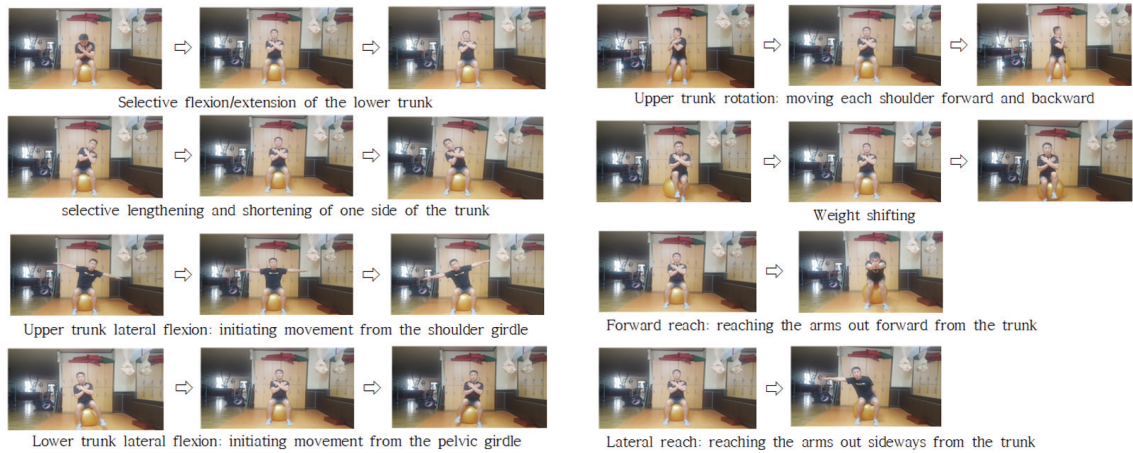 Selective flexion/extension of the lower trunk
selective lengthening and shortening of one side of the trunk
Upper trunk lateral flexion: initiating movement from the shoulder girdle
Lower trunk lateral flexion: initiating movement from the pelvic girdle
Upper trunk rotation: moving each shoulder forward and backward
Weight shifting
Forward reach: reaching the arms out forward from the trunk
Lateral reach: reaching the arms out sideways from the trunk